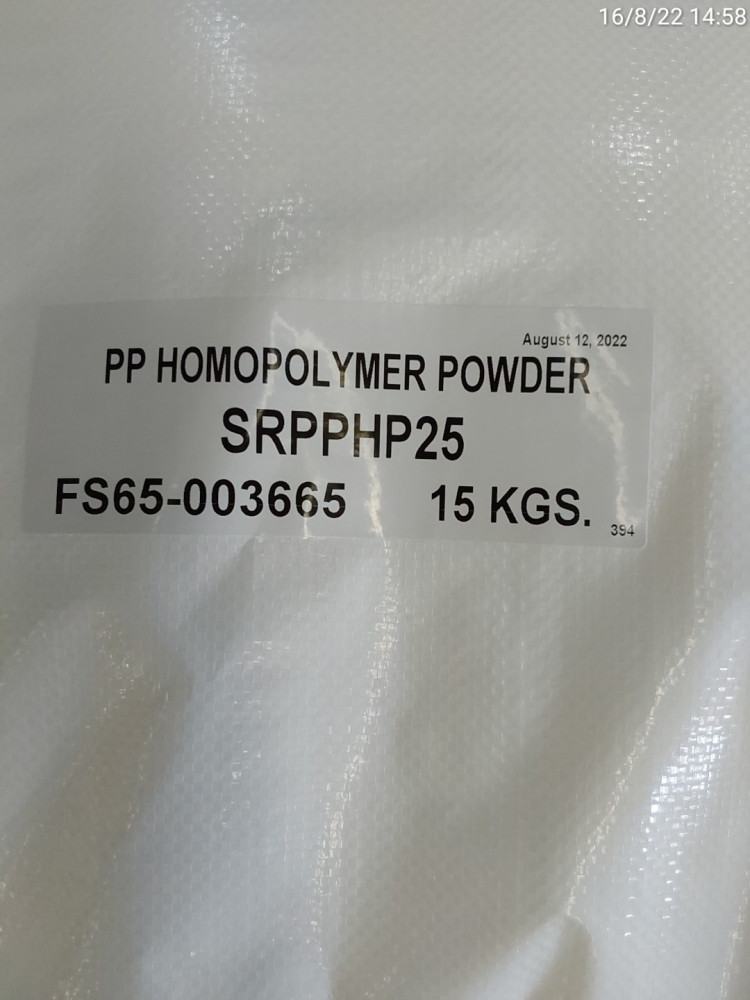 16/8/22 14:58
August 12, 2022
PP HOMOPOLYMER POWDER
SRPPHP25
FS65-003665 15 KGS.
394